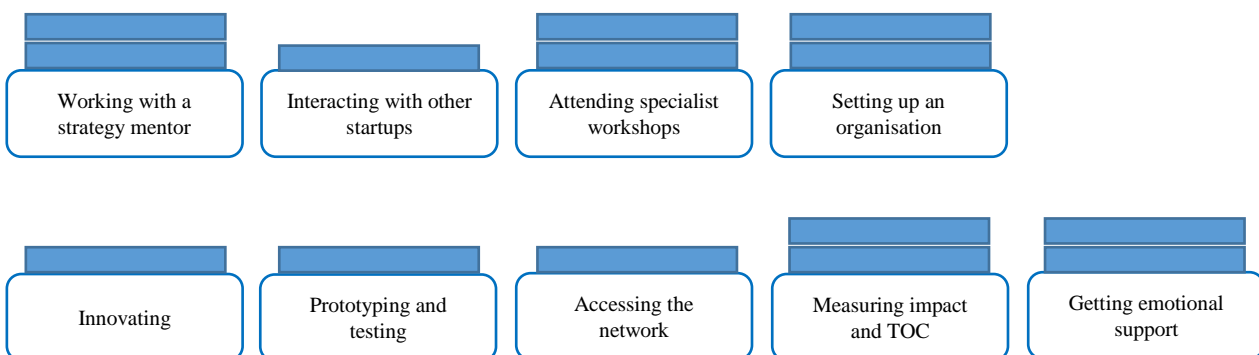 Working with a
strategy mentor
Interacting with other
startups
Attending specialist
workshops
Setting up an
organisation
Innovating
Prototyping and
testing
Accessing the
network
Measuring impact
and TOC
Getting emotional
support